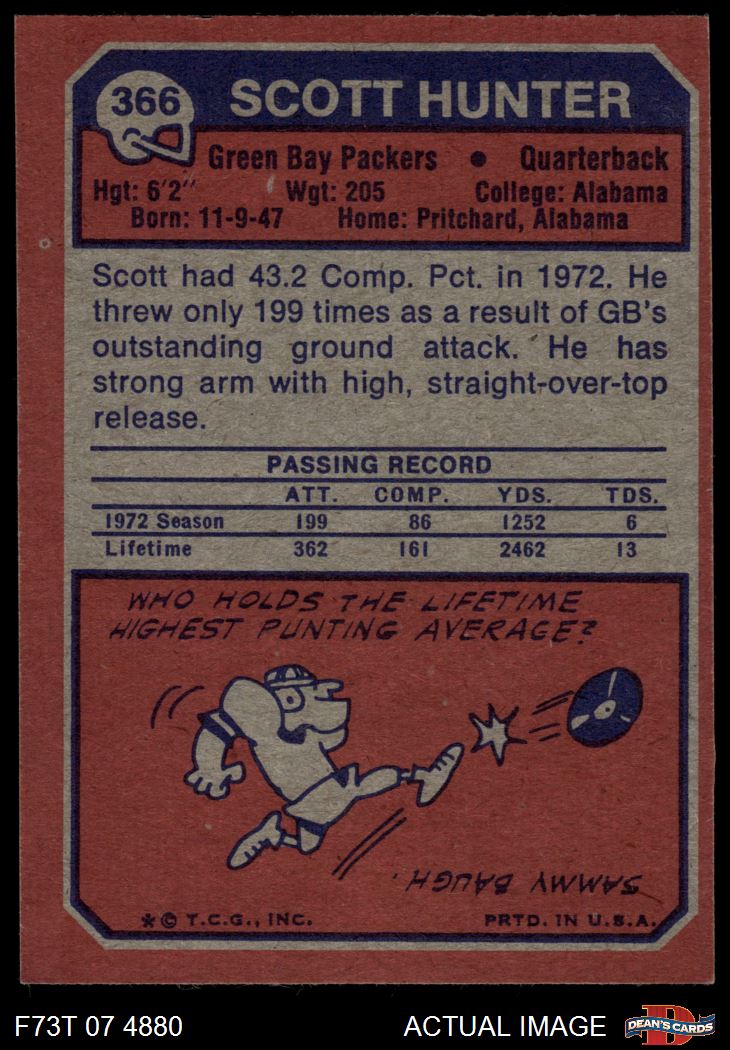 366
SCOTT HUNTER
Green Bay Packers • Quarterback
Hgt: 6'2" Wgt: 205 College: Alabama
Born: 11-9-47 Home: Pritchard, Alabama
Scott had 43.2 Comp. Pct. in 1972. He
threw only 199 times as a result of GB's
outstanding ground attack. He has
strong arm with high, straight-over-top
release.
PASSING RECORD
ATT. COMP. YDS. TDS.
1972 Season 199 86 1252 6
Lifetime 362 161 2462 13
WHO HOLDS THE LIFETIME
HIGHEST PUNTING AVERAGE?
SAMMY BAUGH.
*© T.C.G., INC. PRTD. IN U.S.A.
F73T 07 4880 ACTUAL IMAGE
D
DEAN'S CARDS